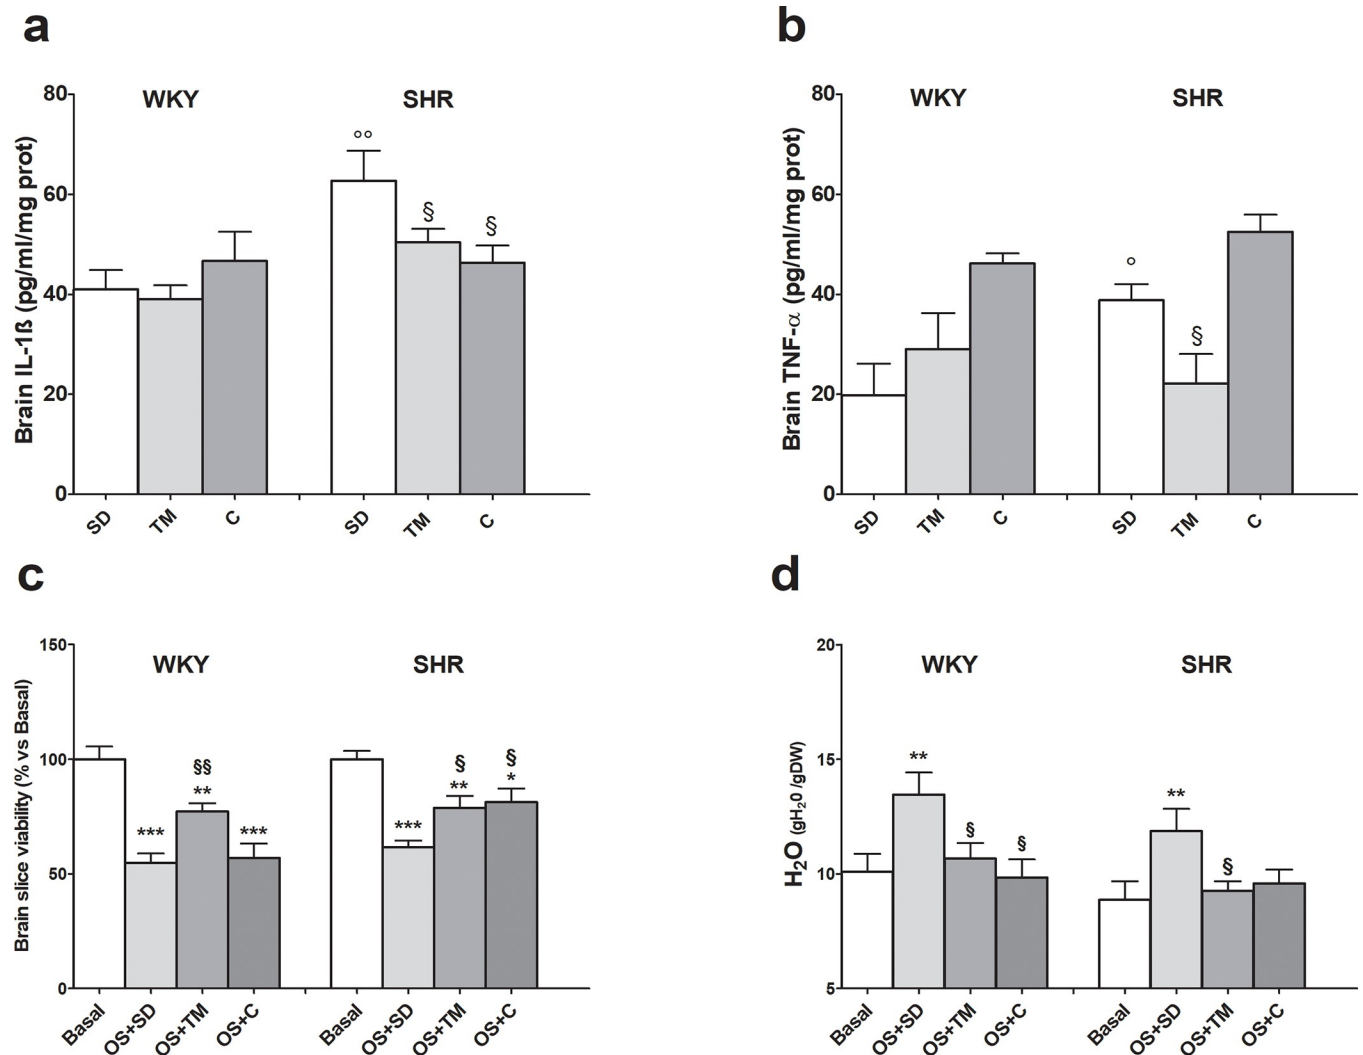 a
WKY
SHR
Brain IL-1ß (pg/ml/mg prot)
80
60
40
20
0
°°
§
§
SD
TM
C
SD
TM
C
b
WKY
SHR
Brain TNF-α (pg/ml/mg prot)
80
60
40
20
0
°
§
SD
TM
C
SD
TM
C
c
WKY
SHR
Brain slice viability (% vs Basal)
150
100
50
0
***
§§
**
***
***
§
**
§
*
Basal
OS+SD
OS+TM
OS+C
Basal
OS+SD
OS+TM
OS+C
d
WKY
SHR
H₂O (gH₂0 /gDW)
20
15
10
5
**
§
§
**
§
Basal
OS+SD
OS+TM
OS+C
Basal
OS+SD
OS+TM
OS+C